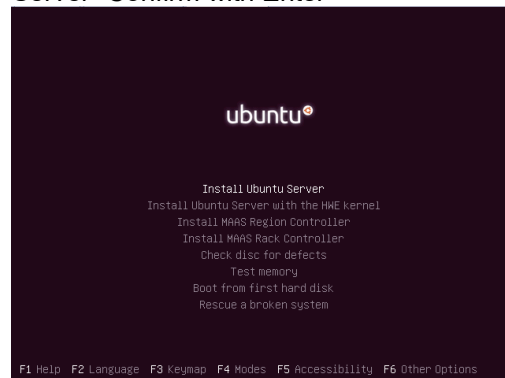 Server" Confirm with Enter
ubuntu
Install Ubuntu Server
Install Ubuntu Server with the HWE kernel
Install MAAS Region Controller
Install MAAS Rack Controller
Check disc for defects
Test memory
Boot from first hard disk
Rescue a broken system
F1 Help F2 Language F3 Keymap F4 Modes F5 Accessibility F6 Other Options